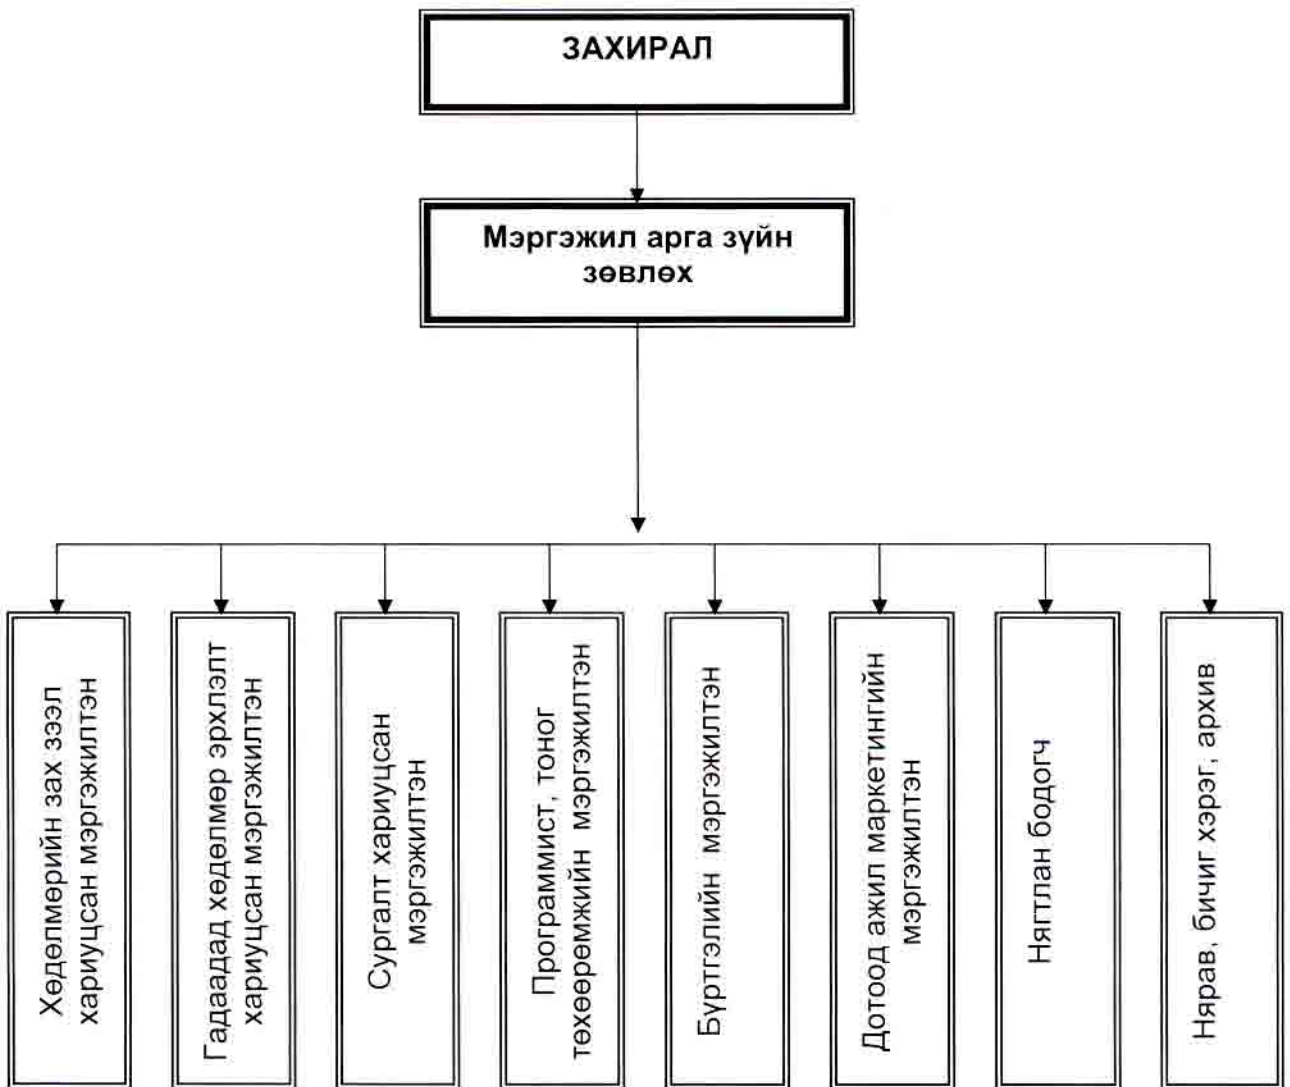 ЗАХИРАЛ
Мэргэжил арга зүйн
зөвлөх
Хөдөлмөрийн зах зээл
хариуцсан мэргэжилтэн
Гадаадад хөдөлмөр эрхлэлт
хариуцсан мэргэжилтэн
Сургалт хариуцсан
мэргэжилтэн
Программист, тоног
төхөөрөмжийн мэргэжилтэн
Бүртгэлийн мэргэжилтэн
Дотоод ажил маркетингийн
мэргэжилтэн
Нягтлан бодогч
Нярав, бичиг хэрэг, архив